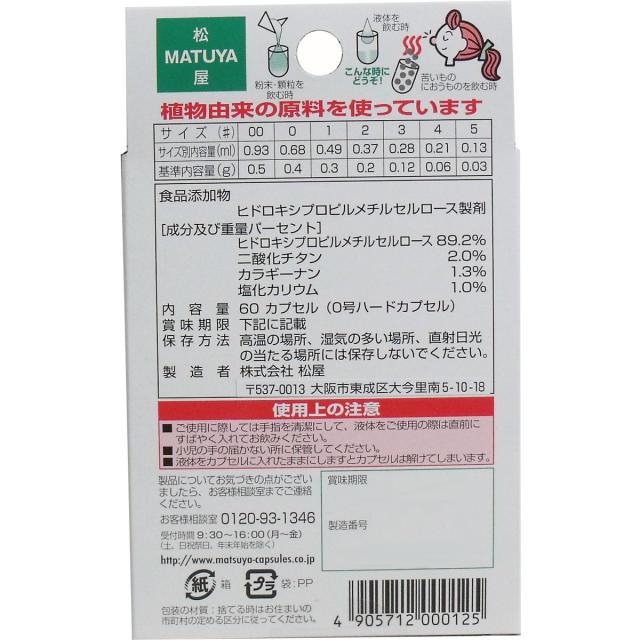 松
MATUYA
屋
粉末・顆粒を
飲む時
液体を
飲む時
こんな時に
どうぞ!
苦いもの
におうものを飲む時
植物由来の原料を使っています
サイズ(♯) 00 0 1 2 3 4 5
サイズ別内容量(ml) 0.93 0.68 0.49 0.37 0.28 0.21 0.13
基準内容量(g) 0.5 0.4 0.3 0.2 0.12 0.06 0.03
食品添加物
ヒドロキシプロピルメチルセルロース製剤
[成分及び重量パーセント]
ヒドロキシプロピルメチルセルロース 89.2%
二酸化チタン 2.0%
カラギーナン 1.3%
塩化カリウム 1.0%
内容量 60 カプセル(0号ハードカプセル)
賞味期限 下記に記載
保存方法 高温の場所、湿気の多い場所、直射日光
の当たる場所には保存しないでください。
製造者 株式会社 松屋
〒537-0013 大阪市東成区大今里南5-10-18
使用上の注意
■ご使用に際しては手指を清潔にして、液体をご使用の際は直前に
すばやく入れてお飲みください。
■小児の手の届かない所に保管してください。
■液体をカプセルに入れたままにしますとカプセルは解けてしまいます。
製品についてお気づきの点がござい
ましたら、お客様相談室までご連絡
ください。
お客様相談室 0120-93-1346
受付時間 9:30~16:00(月~金)
(土、日祝祭日、年末年始を除く)
http://www.matsuya-capsules.co.jp
賞味期限
製造番号
紙 箱 プラ 袋:PP
包装の材質:捨てる時はお住まいの
市町村の定める区分に従ってください。
4 905712 000125